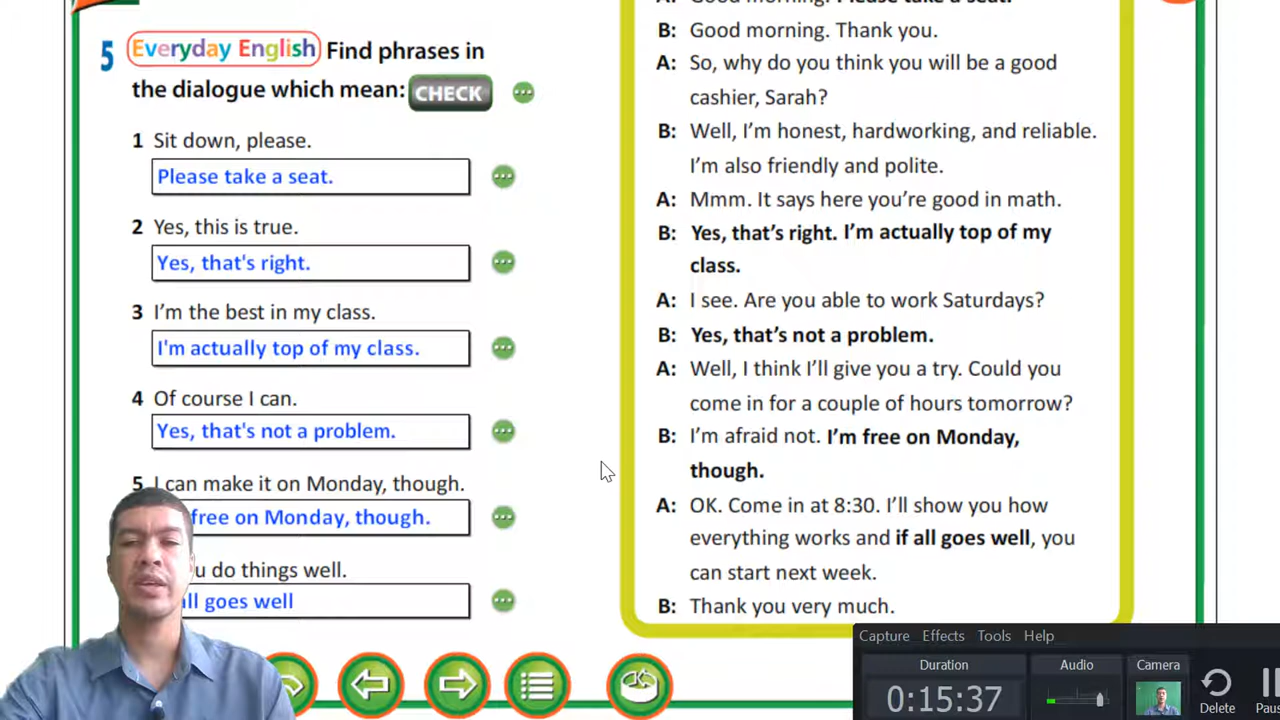 5 Everyday English Find phrases in
the dialogue which mean: CHECK
1 Sit down, please.
Please take a seat.
2 Yes, this is true.
Yes, that's right.
3 I'm the best in my class.
I'm actually top of my class.
4 Of course I can.
Yes, that's not a problem.
5 I can make it on Monday, though.
free on Monday, though.
do things well.
all goes well
A: Good morning. Please take a seat.
B: Good morning. Thank you.
A: So, why do you think you will be a good
cashier, Sarah?
B: Well, I'm honest, hardworking, and reliable.
I'm also friendly and polite.
A: Mmm. It says here you're good in math.
B: Yes, that's right. I'm actually top of my
class.
A: I see. Are you able to work Saturdays?
B: Yes, that's not a problem.
A: Well, I think I'll give you a try. Could you
come in for a couple of hours tomorrow?
B: I'm afraid not. I'm free on Monday,
though.
A: OK. Come in at 8:30. I'll show you how
everything works and if all goes well, you
can start next week.
B: Thank you very much.
Capture Effects Tools Help
Duration Audio Camera
0:15:37
Delete